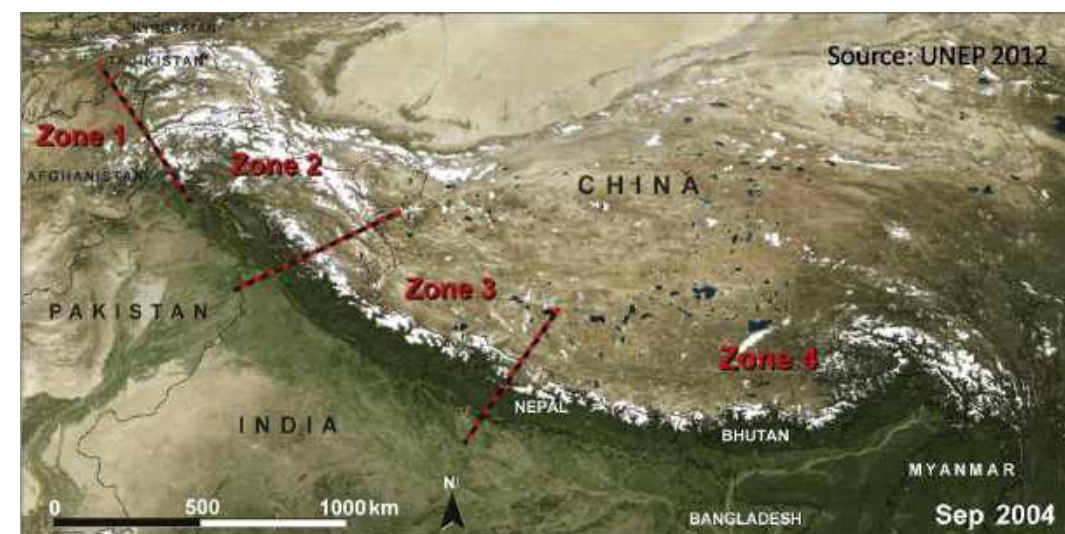 KYRGYSTAN
Source: UNEP 2012
TAJIKISTAN
Zone 1
Zone 2
AFGHANISTAN
CHINA
Zone 3
PAKISTAN
Zone 4
NEPAL
INDIA
BHUTAN
MYANMAR
N
0 500 1000 km
BANGLADESH
Sep 2004